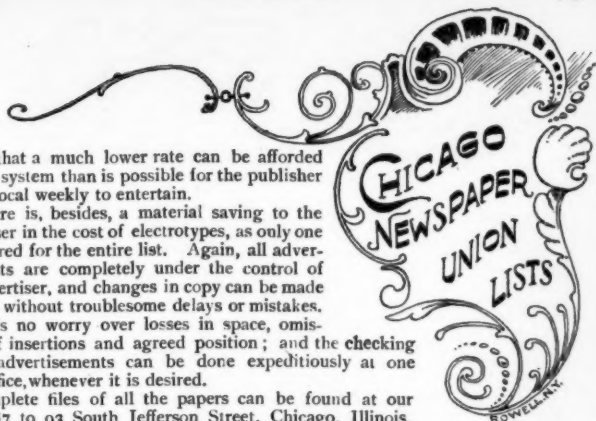 hat a much lower rate can be afforded
system than is possible for the publisher
ocal weekly to entertain.
re is, besides, a material saving to the
ser in the cost of electrotypes, as only one
red for the entire list. Again, all adver-
ts are completely under the control of
ertiser, and changes in copy can be made
without troublesome delays or mistakes.
s no worry over losses in space, omis-
f insertions and agreed position; and the checking
advertisements can be done expeditiously at one
fice, whenever it is desired.
plete files of all the papers can be found at our
to 93 South Jefferson Street, Chicago, Illinois.
CHICAGO
NEWSPAPER
UNION
LISTS
ROWELL N.Y.